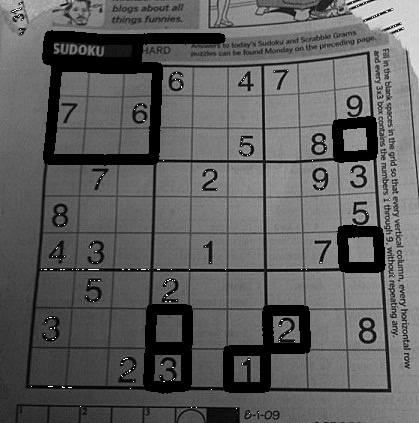 blogs about all
things funnies.
SUDOKU HARD
Answers to today's Sudoku and Scrabble Grams
puzzles can be found Monday on the preceding page.
6 4 7
7 6 9
5 8
7 2 9 3
8 5
4 3 1 7
5 2
3 2 8
2 3 1
Fill in the blank spaces in the grid so that every vertical column, every horizontal row
and every 3x3 box contains the numbers 1 through 9, without repeating any.
1 2 3
8-1-09